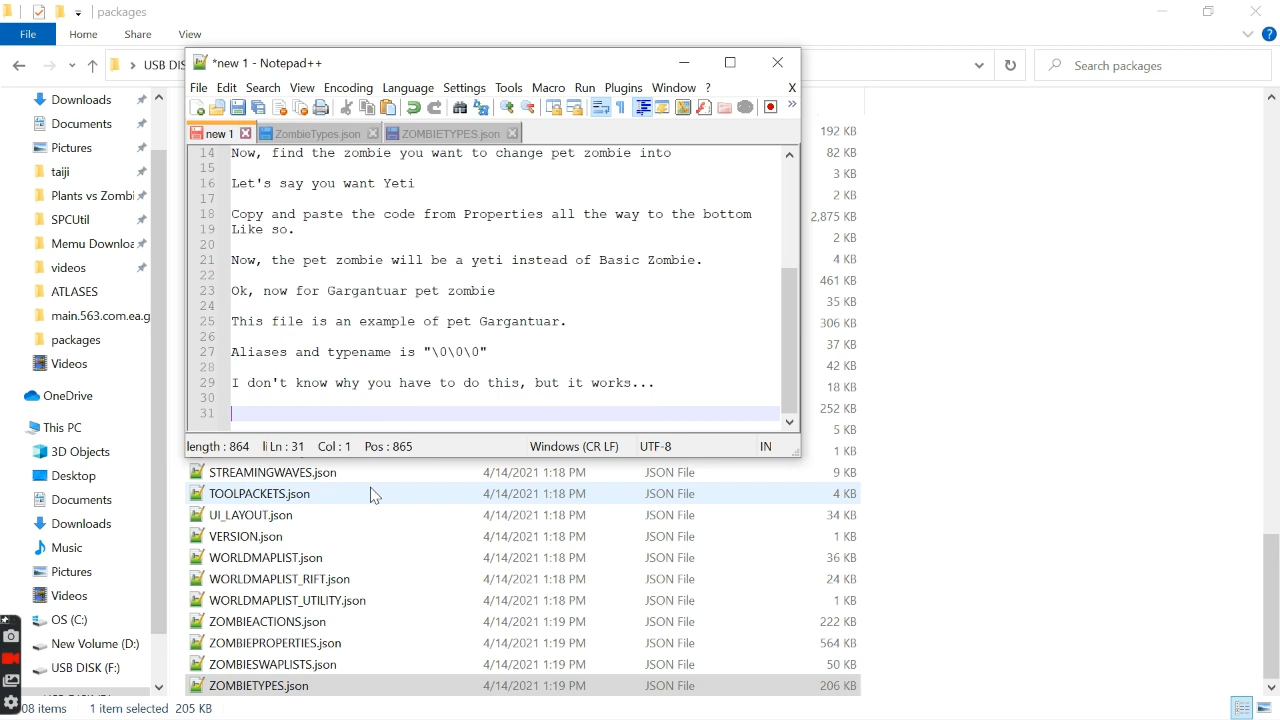 packages
File Home Share View
USB DIS
Search packages
*new 1 - Notepad++
File Edit Search View Encoding Language Settings Tools Macro Run Plugins Window ? X
new 1 ZombieTypes.json ZOMBIETYPES.json
14 Now, find the zombie you want to change pet zombie into
15
16 Let's say you want Yeti
17
18 Copy and paste the code from Properties all the way to the bottom
19 Like so.
20
21 Now, the pet zombie will be a yeti instead of Basic Zombie.
22
23 Ok, now for Gargantuar pet zombie
24
25 This file is an example of pet Gargantuar.
26
27 Aliases and typename is "\0\0\0"
28
29 I don't know why you have to do this, but it works...
30
31
length : 864 li Ln : 31 Col : 1 Pos : 865 Windows (CR LF) UTF-8 IN
Downloads
Documents
Pictures
taiji
Plants vs Zombi
SPCUtil
Memu Downloa
videos
ATLASES
main.563.com.ea.g
packages
Videos
OneDrive
This PC
3D Objects
Desktop
Documents
Downloads
Music
Pictures
Videos
OS (C:)
New Volume (D:)
USB DISK (F:)
192 KB
82 KB
3 KB
2 KB
2,875 KB
2 KB
4 KB
461 KB
35 KB
306 KB
37 KB
42 KB
18 KB
252 KB
5 KB
1 KB
STREAMINGWAVES.json 4/14/2021 1:18 PM JSON File 9 KB
TOOLPACKETS.json 4/14/2021 1:18 PM JSON File 4 KB
UI_LAYOUT.json 4/14/2021 1:18 PM JSON File 34 KB
VERSION.json 4/14/2021 1:18 PM JSON File 1 KB
WORLDMAPLIST.json 4/14/2021 1:18 PM JSON File 36 KB
WORLDMAPLIST_RIFT.json 4/14/2021 1:18 PM JSON File 24 KB
WORLDMAPLIST_UTILITY.json 4/14/2021 1:18 PM JSON File 1 KB
ZOMBIEACTIONS.json 4/14/2021 1:19 PM JSON File 222 KB
ZOMBIEPROPERTIES.json 4/14/2021 1:19 PM JSON File 564 KB
ZOMBIESWAPLISTS.json 4/14/2021 1:19 PM JSON File 50 KB
ZOMBIETYPES.json 4/14/2021 1:19 PM JSON File 206 KB
08 items 1 item selected 205 KB